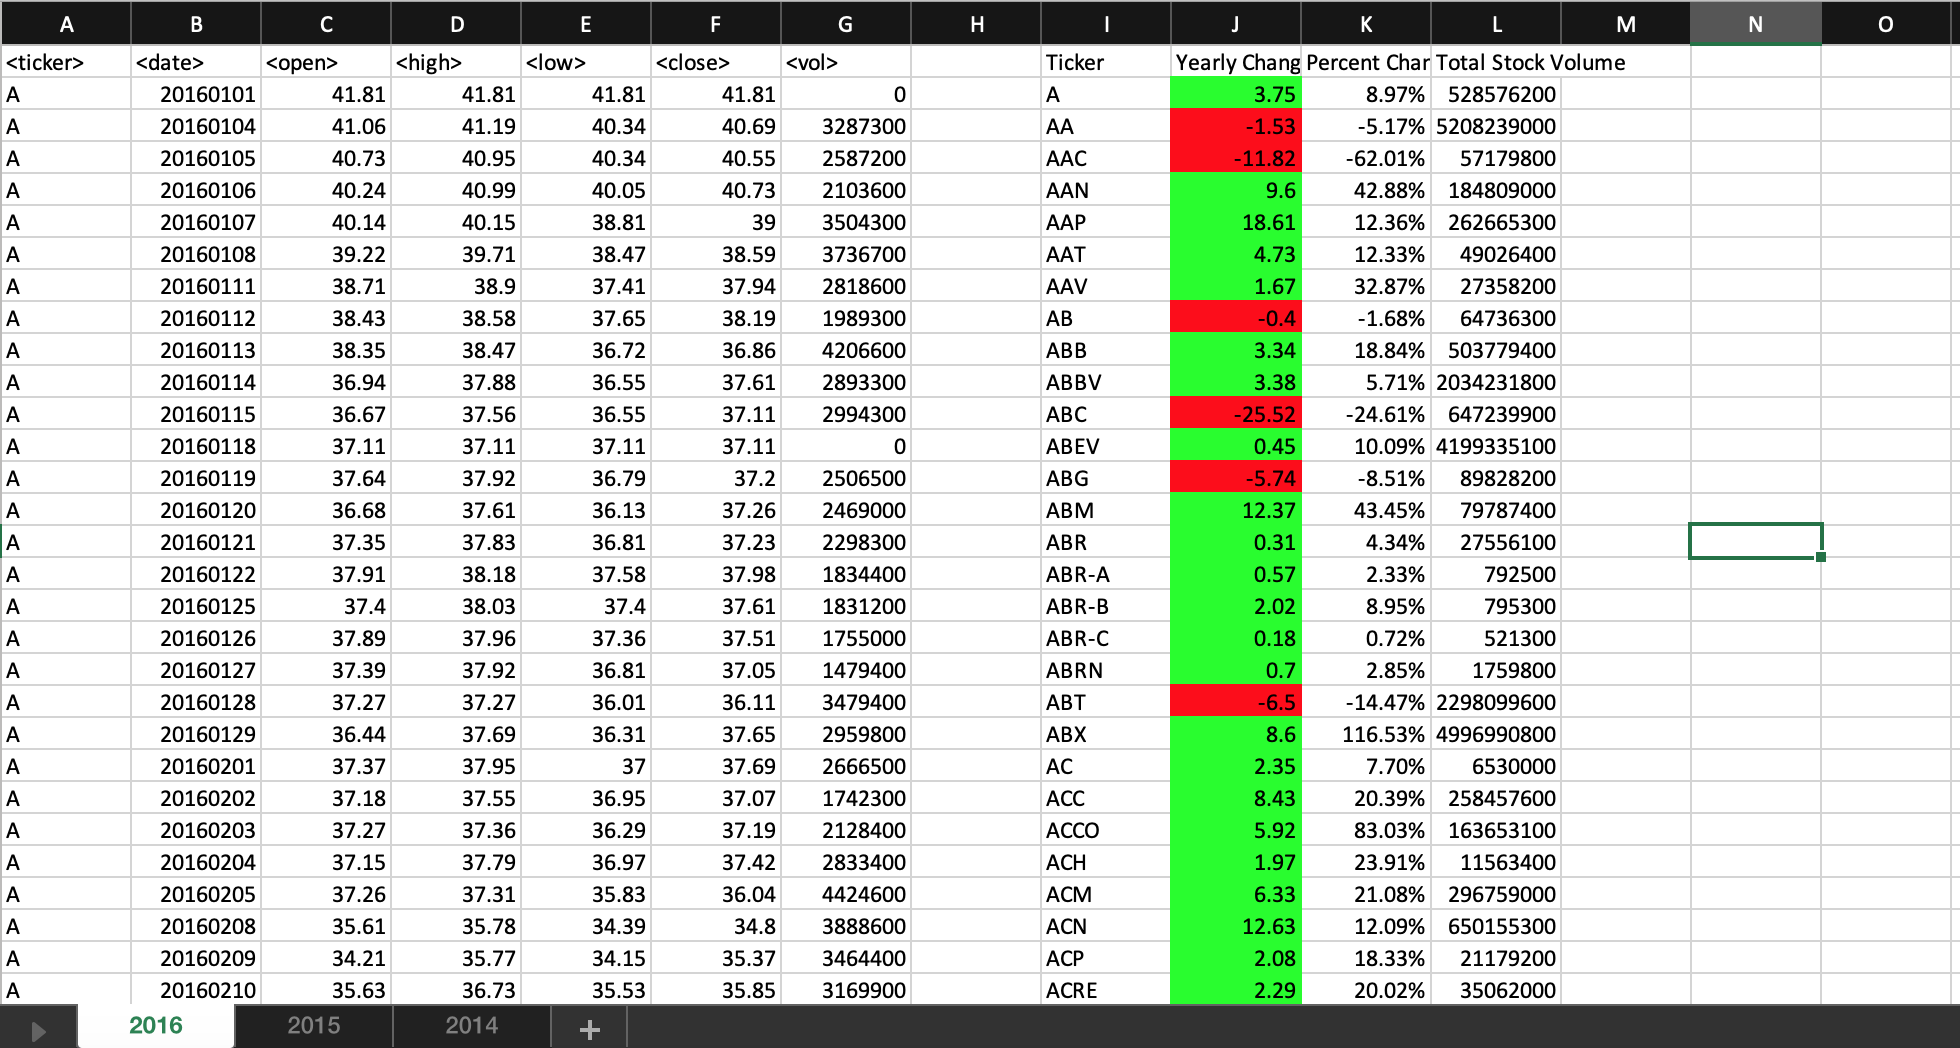 A B C D E F G H I J K L M N O
<ticker> <date> <open> <high> <low> <close> <vol> Ticker Yearly Chang Percent Char Total Stock Volume
A 20160101 41.81 41.81 41.81 41.81 0 A 3.75 8.97% 528576200
A 20160104 41.06 41.19 40.34 40.69 3287300 AA -1.53 -5.17% 5208239000
A 20160105 40.73 40.95 40.34 40.55 2587200 AAC -11.82 -62.01% 57179800
A 20160106 40.24 40.99 40.05 40.73 2103600 AAN 9.6 42.88% 184809000
A 20160107 40.14 40.15 38.81 39 3504300 AAP 18.61 12.36% 262665300
A 20160108 39.22 39.71 38.47 38.59 3736700 AAT 4.73 12.33% 49026400
A 20160111 38.71 38.9 37.41 37.94 2818600 AAV 1.67 32.87% 27358200
A 20160112 38.43 38.58 37.65 38.19 1989300 AB -0.4 -1.68% 64736300
A 20160113 38.35 38.47 36.72 36.86 4206600 ABB 3.34 18.84% 503779400
A 20160114 36.94 37.88 36.55 37.61 2893300 ABBV 3.38 5.71% 2034231800
A 20160115 36.67 37.56 36.55 37.11 2994300 ABC -25.52 -24.61% 647239900
A 20160118 37.11 37.11 37.11 37.11 0 ABEV 0.45 10.09% 4199335100
A 20160119 37.64 37.92 36.79 37.2 2506500 ABG -5.74 -8.51% 89828200
A 20160120 36.68 37.61 36.13 37.26 2469000 ABM 12.37 43.45% 79787400
A 20160121 37.35 37.83 36.81 37.23 2298300 ABR 0.31 4.34% 27556100
A 20160122 37.91 38.18 37.58 37.98 1834400 ABR-A 0.57 2.33% 792500
A 20160125 37.4 38.03 37.4 37.61 1831200 ABR-B 2.02 8.95% 795300
A 20160126 37.89 37.96 37.36 37.51 1755000 ABR-C 0.18 0.72% 521300
A 20160127 37.39 37.92 36.81 37.05 1479400 ABRN 0.7 2.85% 1759800
A 20160128 37.27 37.27 36.01 36.11 3479400 ABT -6.5 -14.47% 2298099600
A 20160129 36.44 37.69 36.31 37.65 2959800 ABX 8.6 116.53% 4996990800
A 20160201 37.37 37.95 37 37.69 2666500 AC 2.35 7.70% 6530000
A 20160202 37.18 37.55 36.95 37.07 1742300 ACC 8.43 20.39% 258457600
A 20160203 37.27 37.36 36.29 37.19 2128400 ACCO 5.92 83.03% 163653100
A 20160204 37.15 37.79 36.97 37.42 2833400 ACH 1.97 23.91% 11563400
A 20160205 37.26 37.31 35.83 36.04 4424600 ACM 6.33 21.08% 296759000
A 20160208 35.61 35.78 34.39 34.8 3888600 ACN 12.63 12.09% 650155300
A 20160209 34.21 35.77 34.15 35.37 3464400 ACP 2.08 18.33% 21179200
A 20160210 35.63 36.73 35.53 35.85 3169900 ACRE 2.29 20.02% 35062000
2016 2015 2014 +